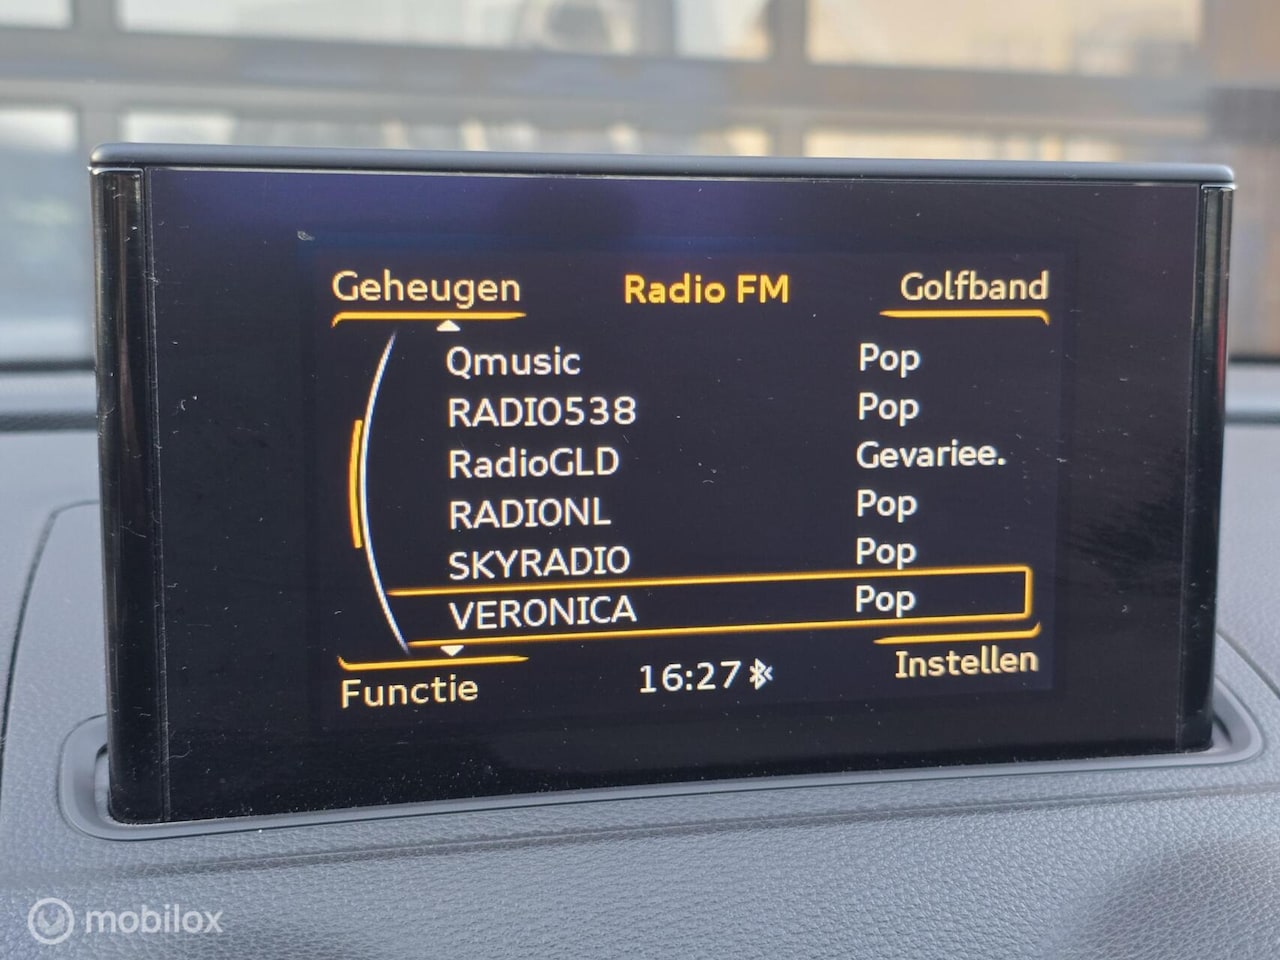 Geheugen Radio FM Golfband
Qmusic Pop
RADIO538 Pop
RadioGLD Gevariee.
RADIONL Pop
SKYRADIO Pop
VERONICA Pop
Functie 16:27 Instellen
mobilox